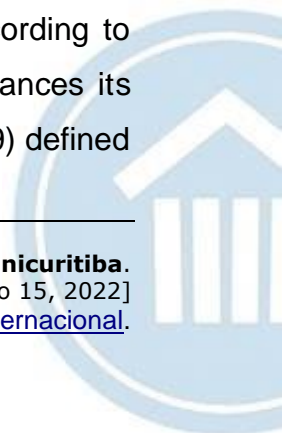 ording to
ances its
9) defined
nicuritiba.
o 15, 2022]
ernacional.